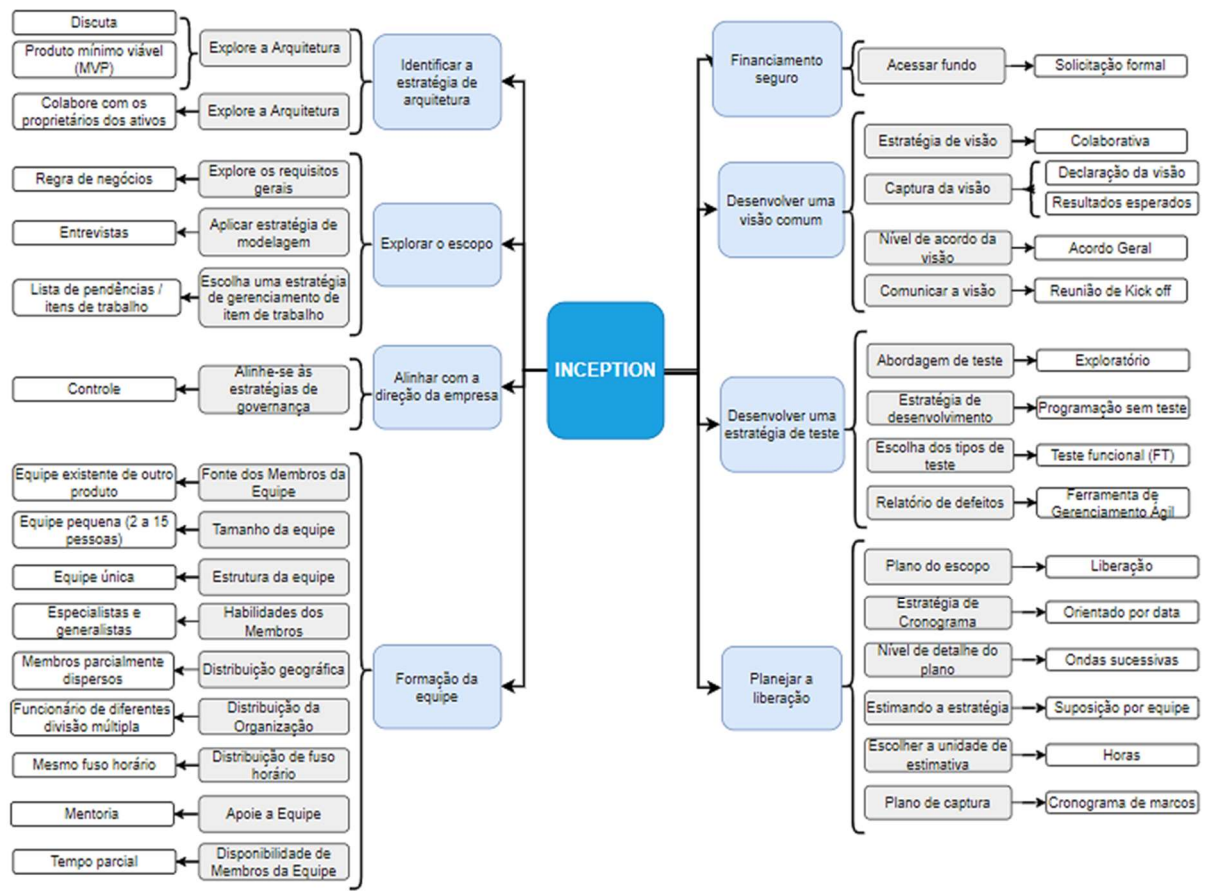 INCEPTION
Identificar a
estratégia de
arquitetura
Explore a Arquitetura
Discuta
Produto mínimo viável
(MVP)
Explore a Arquitetura
Colabore com os
proprietários dos ativos
Explorar o escopo
Explore os requisitos
gerais
Regra de negócios
Aplicar estratégia de
modelagem
Entrevistas
Escolha uma estratégia
de gerenciamento de
item de trabalho
Lista de pendências /
itens de trabalho
Alinhar com a
direção da empresa
Alinhe-se às
estratégias de
governança
Controle
Formação da
equipe
Fonte dos Membros da
Equipe
Equipe existente de outro
produto
Tamanho da equipe
Equipe pequena (2 a 15
pessoas)
Estrutura da equipe
Equipe única
Habilidades dos
Membros
Especialistas e
generalistas
Distribuição geográfica
Membros parcialmente
dispersos
Distribuição da
Organização
Funcionário de diferentes
divisão múltipla
Distribuição de fuso
horário
Mesmo fuso horário
Apoie a Equipe
Mentoria
Disponibilidade de
Membros da Equipe
Tempo parcial
Financiamento
seguro
Acessar fundo
Solicitação formal
Desenvolver uma
visão comum
Estratégia de visão
Colaborativa
Captura da visão
Declaração da visão
Resultados esperados
Nível de acordo da
visão
Acordo Geral
Comunicar a visão
Reunião de Kick off
Desenvolver uma
estratégia de teste
Abordagem de teste
Exploratório
Estratégia de
desenvolvimento
Programação sem teste
Escolha dos tipos de
teste
Teste funcional (FT)
Relatório de defeitos
Ferramenta de
Gerenciamento Ágil
Planejar a
liberação
Plano do escopo
Liberação
Estratégia de
Cronograma
Orientado por data
Nível de detalhe do
plano
Ondas sucessivas
Estimando a estratégia
Suposição por equipe
Escolher a unidade de
estimativa
Horas
Plano de captura
Cronograma de marcos